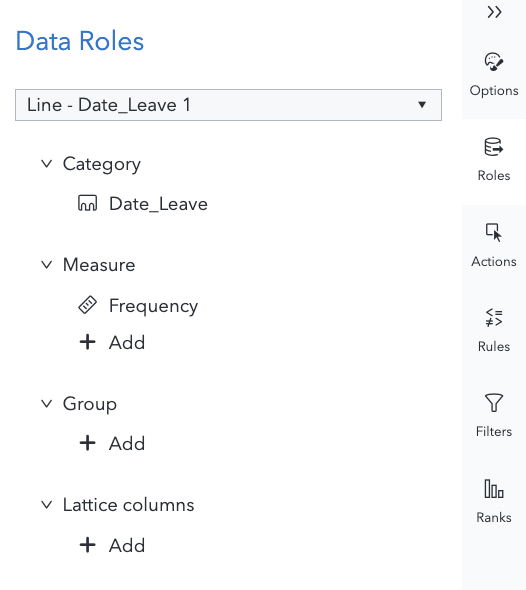 Data Roles
Line - Date_Leave 1
Category
Date_Leave
Measure
Frequency
Add
Group
Add
Lattice columns
Add
Options
Roles
Actions
Rules
Filters
Ranks